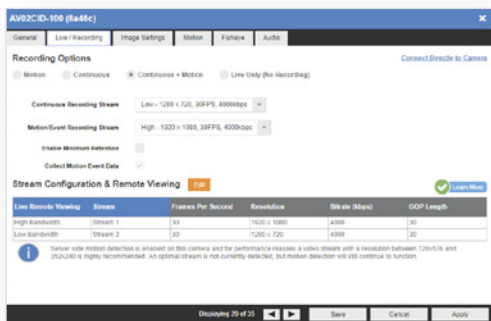 AV02CID-100 (8a46c)
General Live / Recording Image Settings Motion Fisheye Audio
Recording Options Connect Directly to Camera
Motion Continuous Continuous + Motion Live Only (No Recording)
Continuous Recording Stream Low - 1280 x 720, 30FPS, 4000kbps
Motion/Event Recording Stream High - 1920 x 1080, 30FPS, 4000kbps
Enable Minimum Retention
Collect Motion Event Data
Stream Configuration & Remote Viewing Edit Learn More
Live Remote Viewing Stream Frames Per Second Resolution Bitrate (kbps) GOP Length
High Bandwidth Stream 1 30 1920 x 1080 4000 30
Low Bandwidth Stream 2 30 1280 x 720 4000 30
Server side motion detection is enabled on this camera and for performance reasons a video stream with a resolution between 720x576 and
352x240 is highly recommended. An optimal stream is not currently detected, but motion detection will still continue to function.
Displaying 29 of 35 Save Cancel Apply